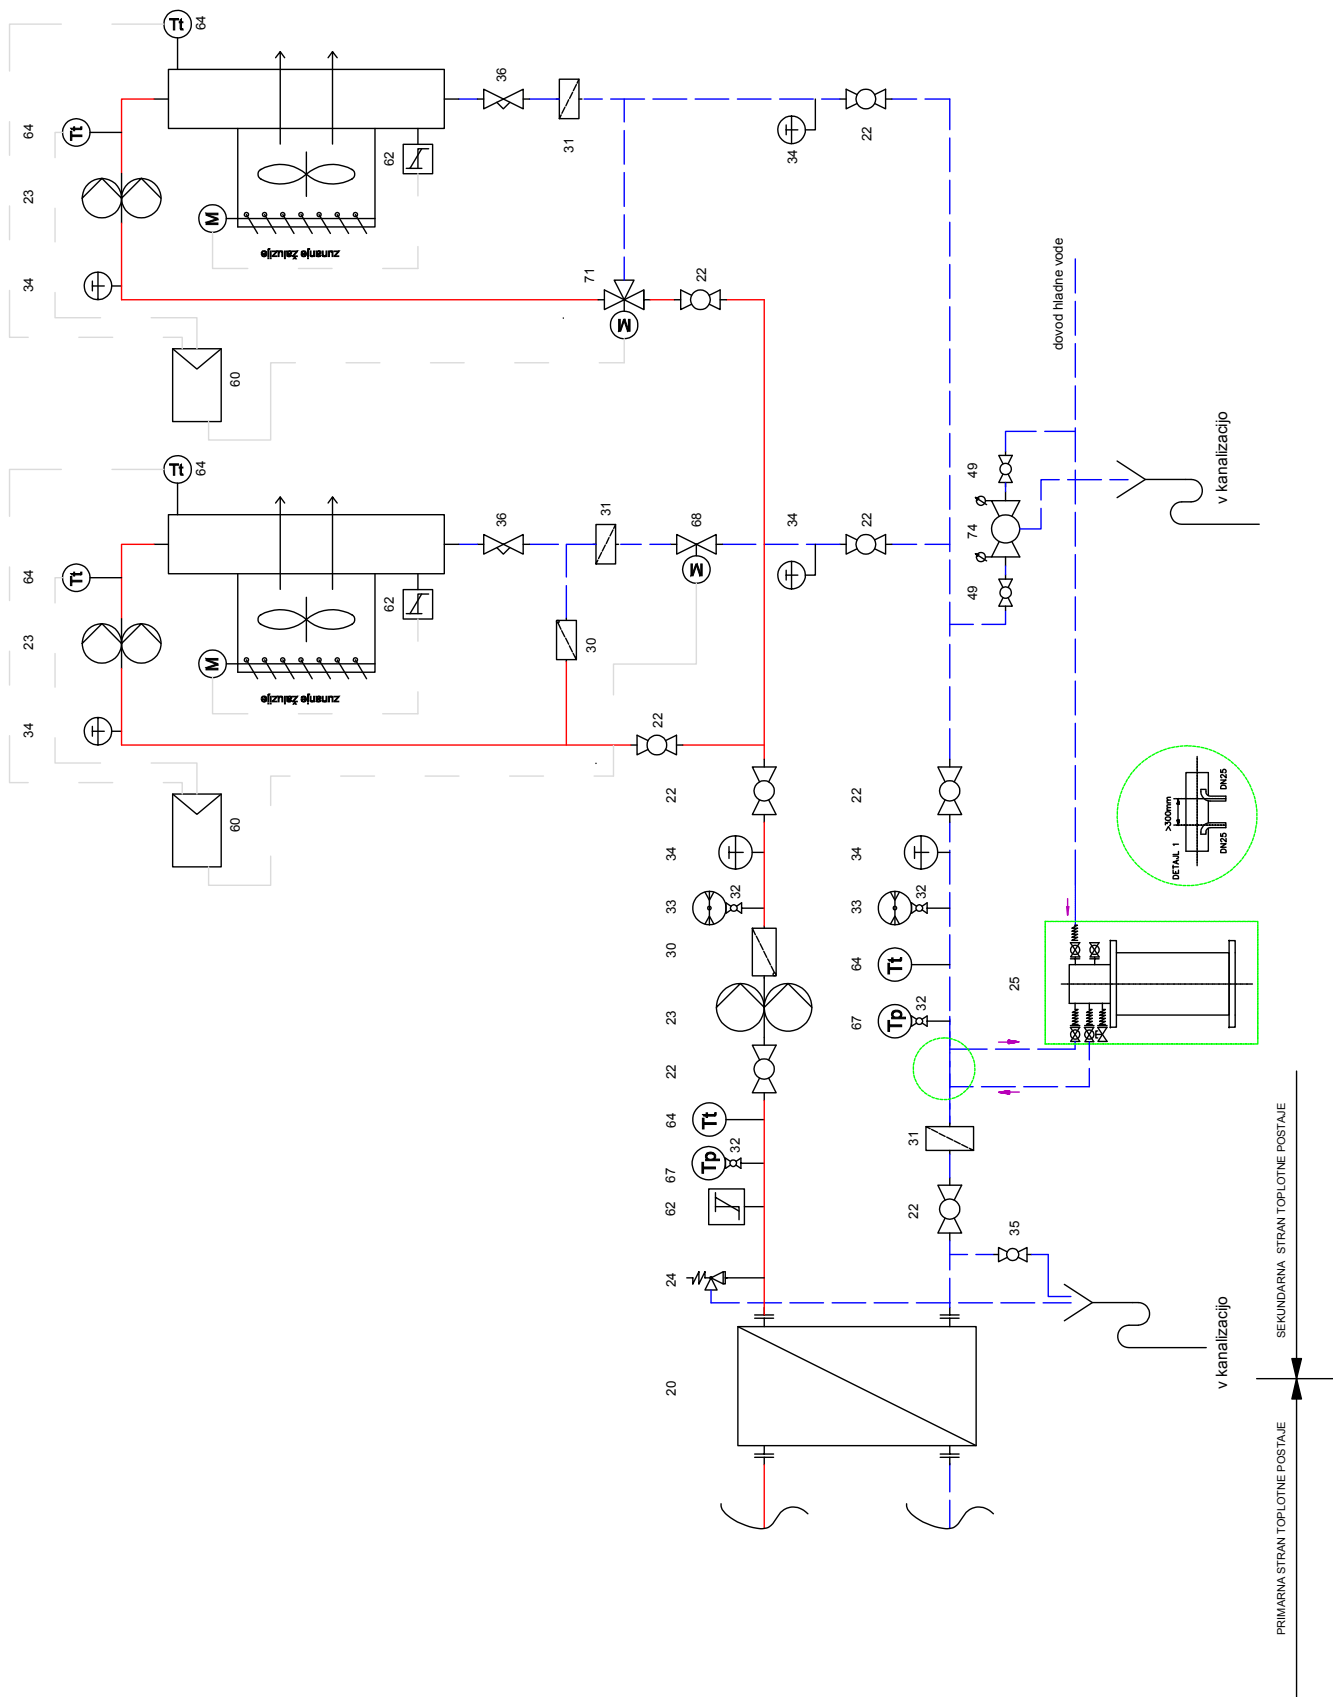 64
Tt
64
Tt
23
34
62
M
zunanje žaluzije
36
31
34
22
71
M
22
60
dovod hladne vode
64
Tt
64
Tt
23
34
62
M
zunanje žaluzije
36
31
68
M
30
34
22
22
60
49
74
49
v kanalizacijo
22
34
33
32
30
23
22
64
Tt
67
Tp
32
62
24
20
22
34
33
32
64
Tt
67
Tp
32
31
22
35
25
DETAJL 1
>300mm
DN25
DN25
v kanalizacijo
SEKUNDARNA STRAN TOPLOTNE POSTAJE
PRIMARNA STRAN TOPLOTNE POSTAJE